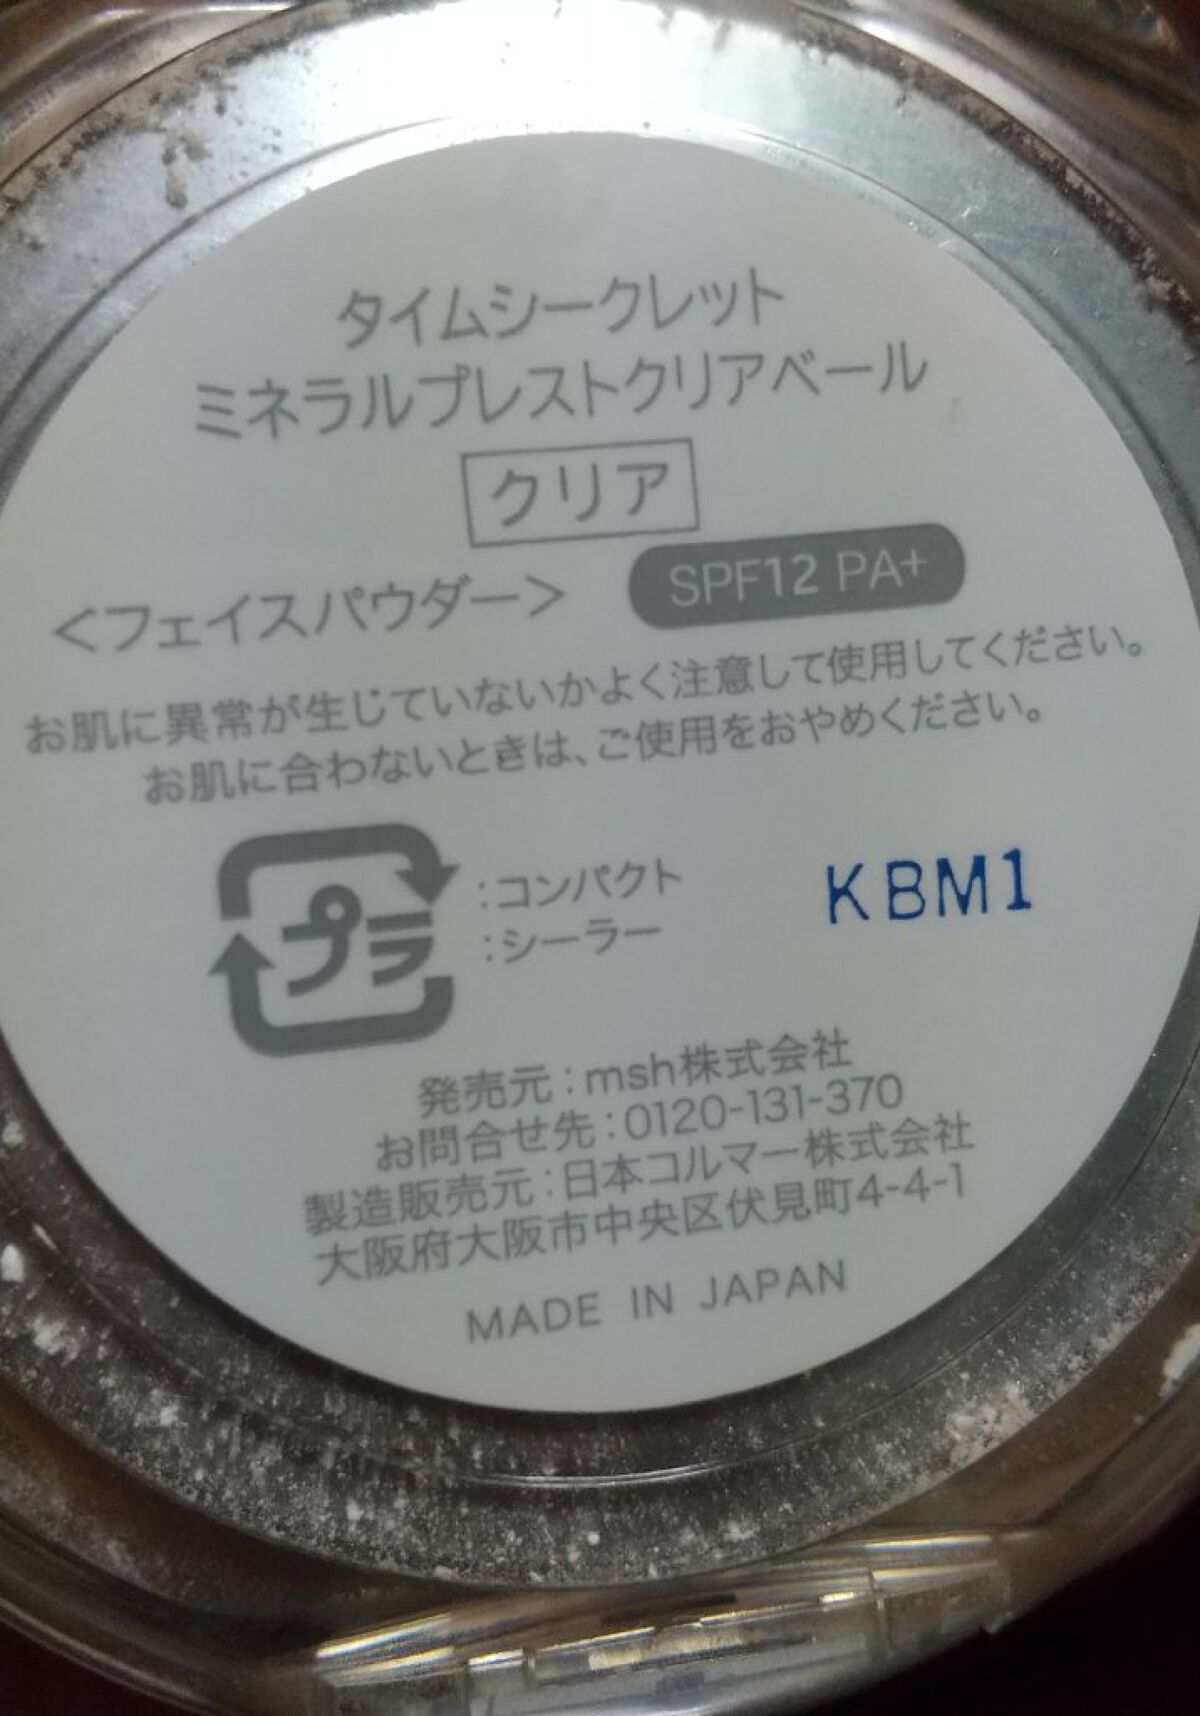 タイムシークレット
ミネラルプレストクリアベール
クリア
<フェイスパウダー> SPF12 PA+
お肌に異常が生じていないかよく注意して使用してください。
お肌に合わないときは、ご使用をおやめください。
プラ
:コンパクト
:シーラー
KBM1
発売元:msh株式会社
お問合せ先:0120-131-370
製造販売元:日本コルマー株式会社
大阪府大阪市中央区伏見町4-4-1
MADE IN JAPAN